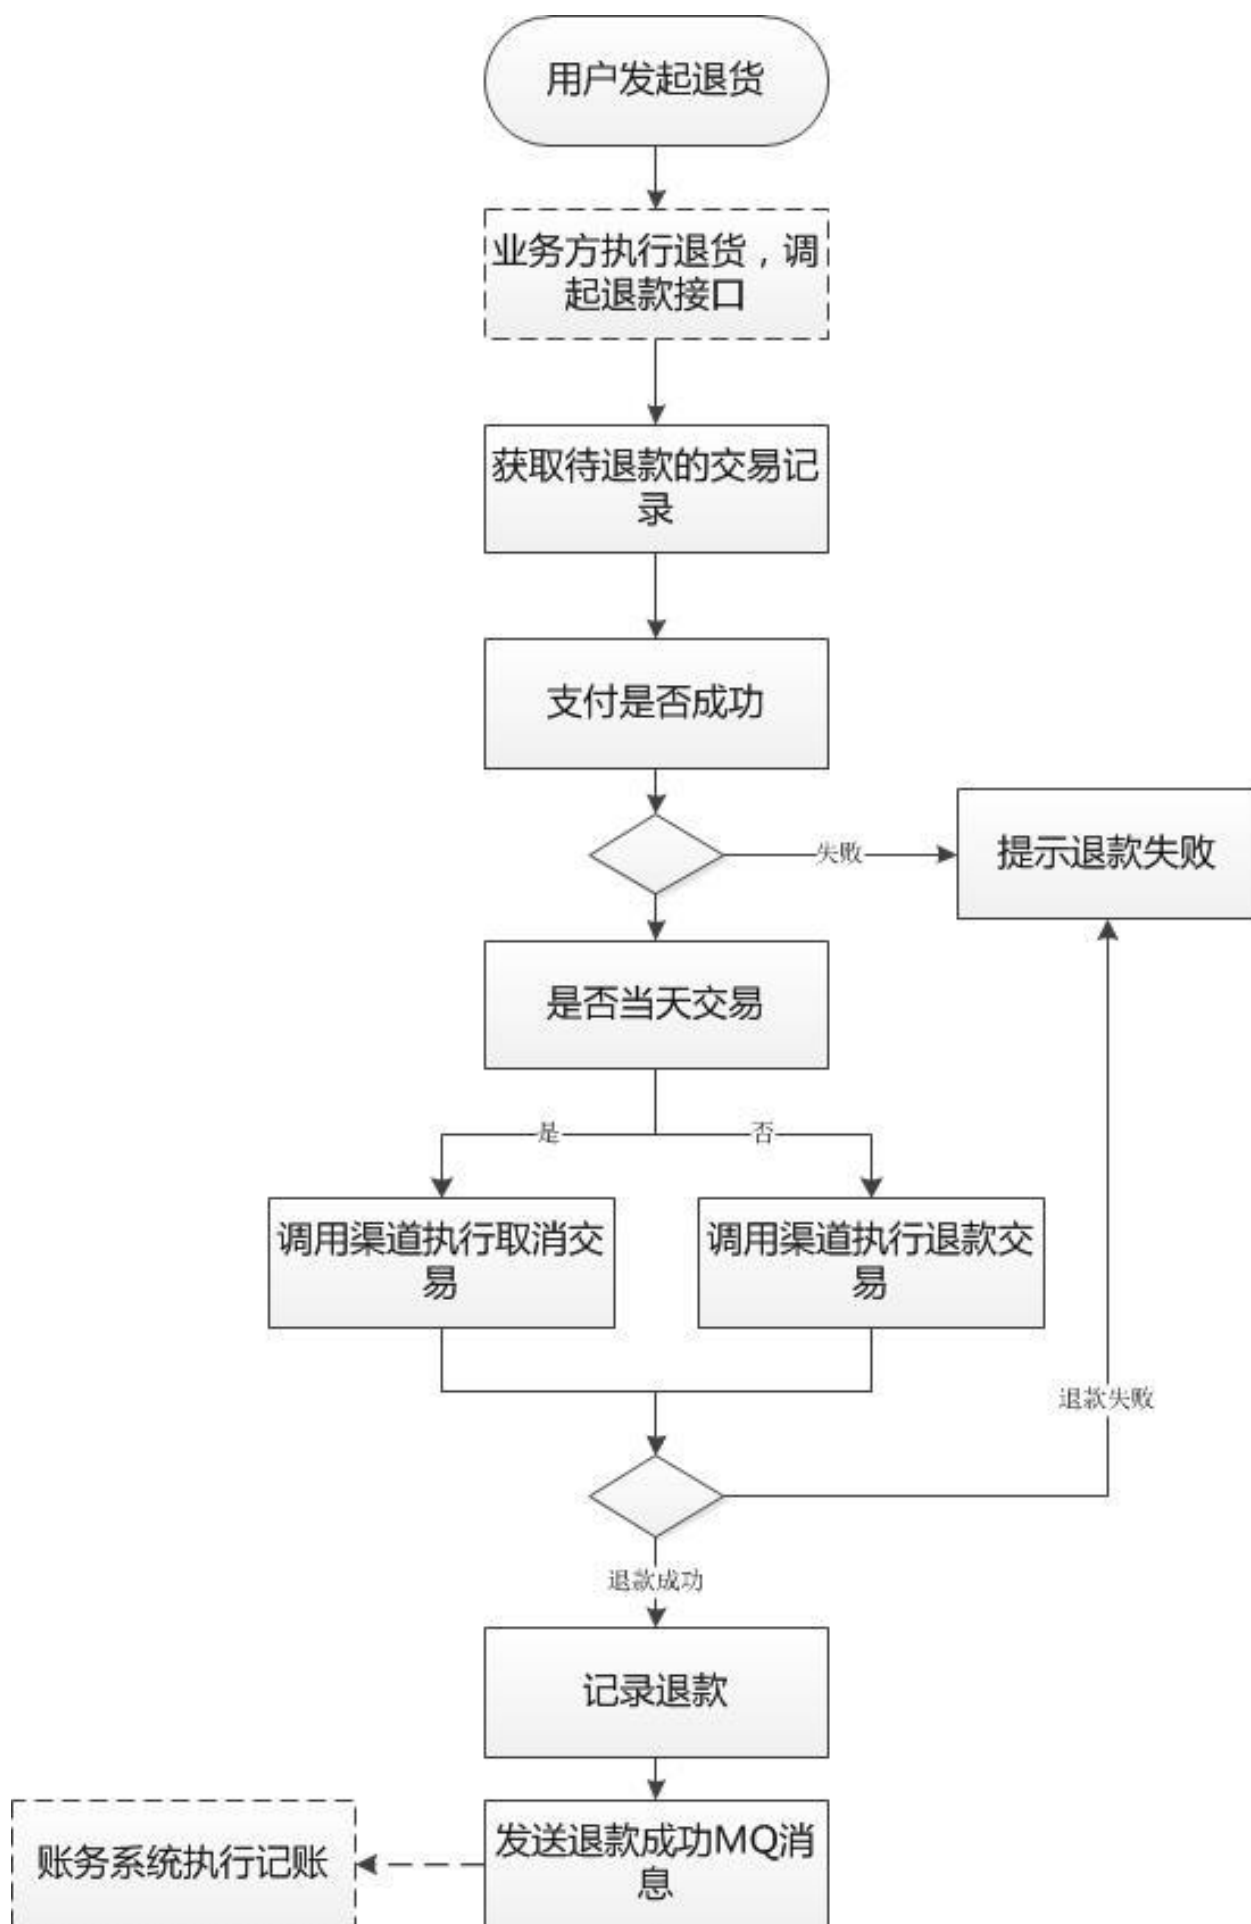 用户发起退货
业务方执行退货，调
起退款接口
获取待退款的交易记
录
支付是否成功
失败
提示退款失败
是否当天交易
是
否
调用渠道执行取消交
易
调用渠道执行退款交
易
退款失败
退款成功
记录退款
账务系统执行记账
发送退款成功MQ消
息